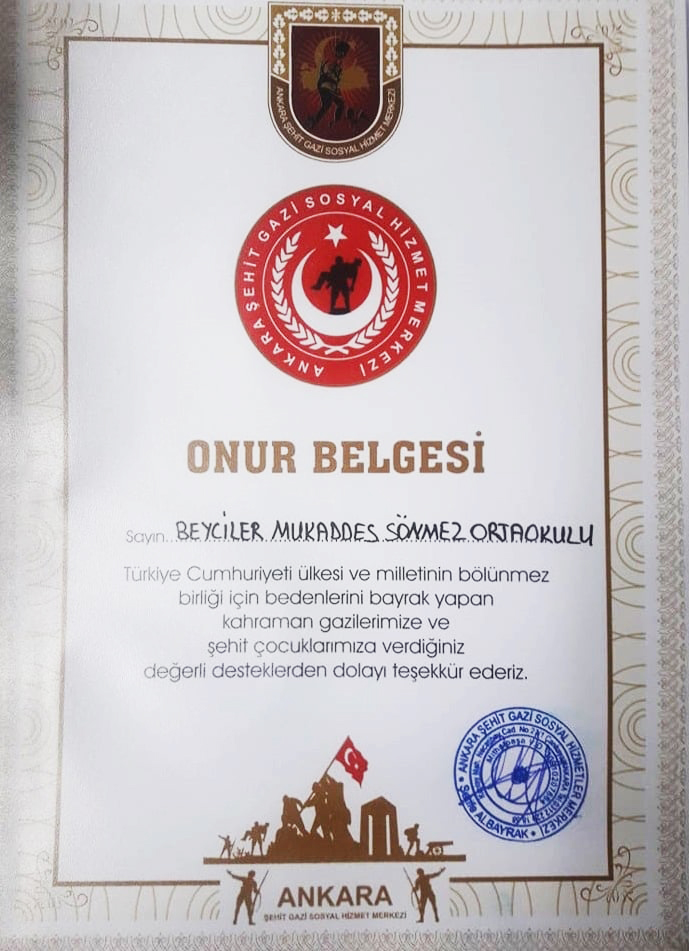 ANKARA ŞEHİT GAZİ SOSYAL HİZMET MERKEZİ
ANKARA ŞEHİT GAZİ SOSYAL HİZMET MERKEZİ
ONUR BELGESİ
Sayın...BEYCİLER MUKADDES SÖNMEZ ORTAOKULU
Türkiye Cumhuriyeti ülkesi ve milletinin bölünmez
birliği için bedenlerini bayrak yapan
kahraman gazilerimize ve
şehit çocuklarımıza verdiğiniz
değerli desteklerden dolayı teşekkür ederiz.
ANKARA ŞEHİT GAZİ SOSYAL HİZMETLER MERKEZİ
ALBAYRAK
ANKARA
ŞEHİT GAZİ SOSYAL HİZMET MERKEZİ